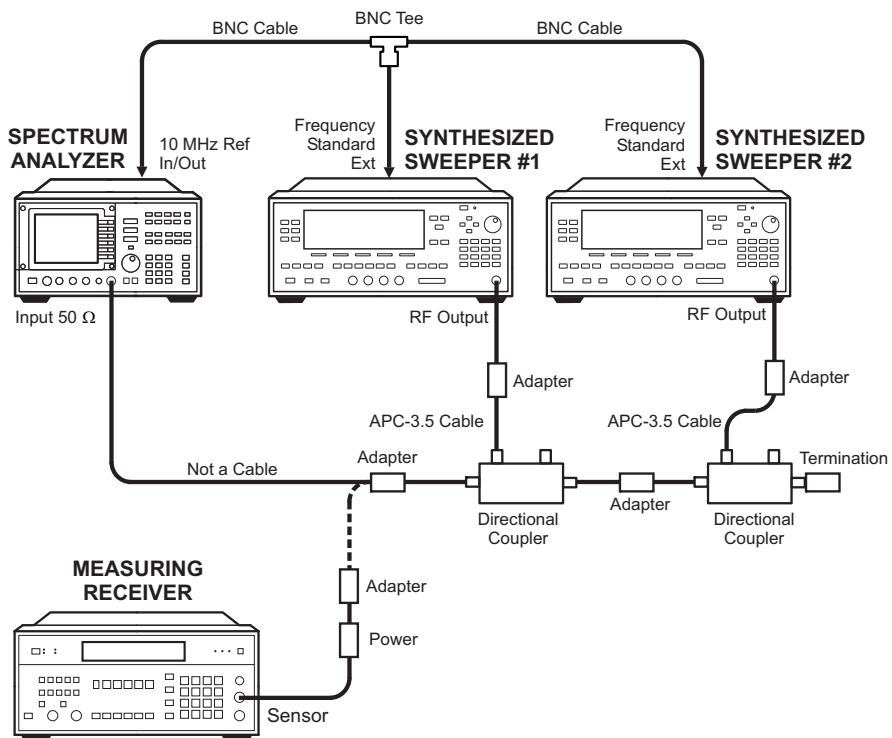 BNC Tee
BNC Cable
BNC Cable
SPECTRUM
ANALYZER
10 MHz Ref
In/Out
Frequency
Standard
Ext
SYNTHESIZED
SWEEPER #1
Frequency
Standard
Ext
SYNTHESIZED
SWEEPER #2
Input 50 Ω
RF Output
RF Output
Adapter
Adapter
APC-3.5 Cable
APC-3.5 Cable
Not a Cable
Adapter
Termination
Adapter
Directional
Coupler
Directional
Coupler
MEASURING
RECEIVER
Adapter
Power
Sensor